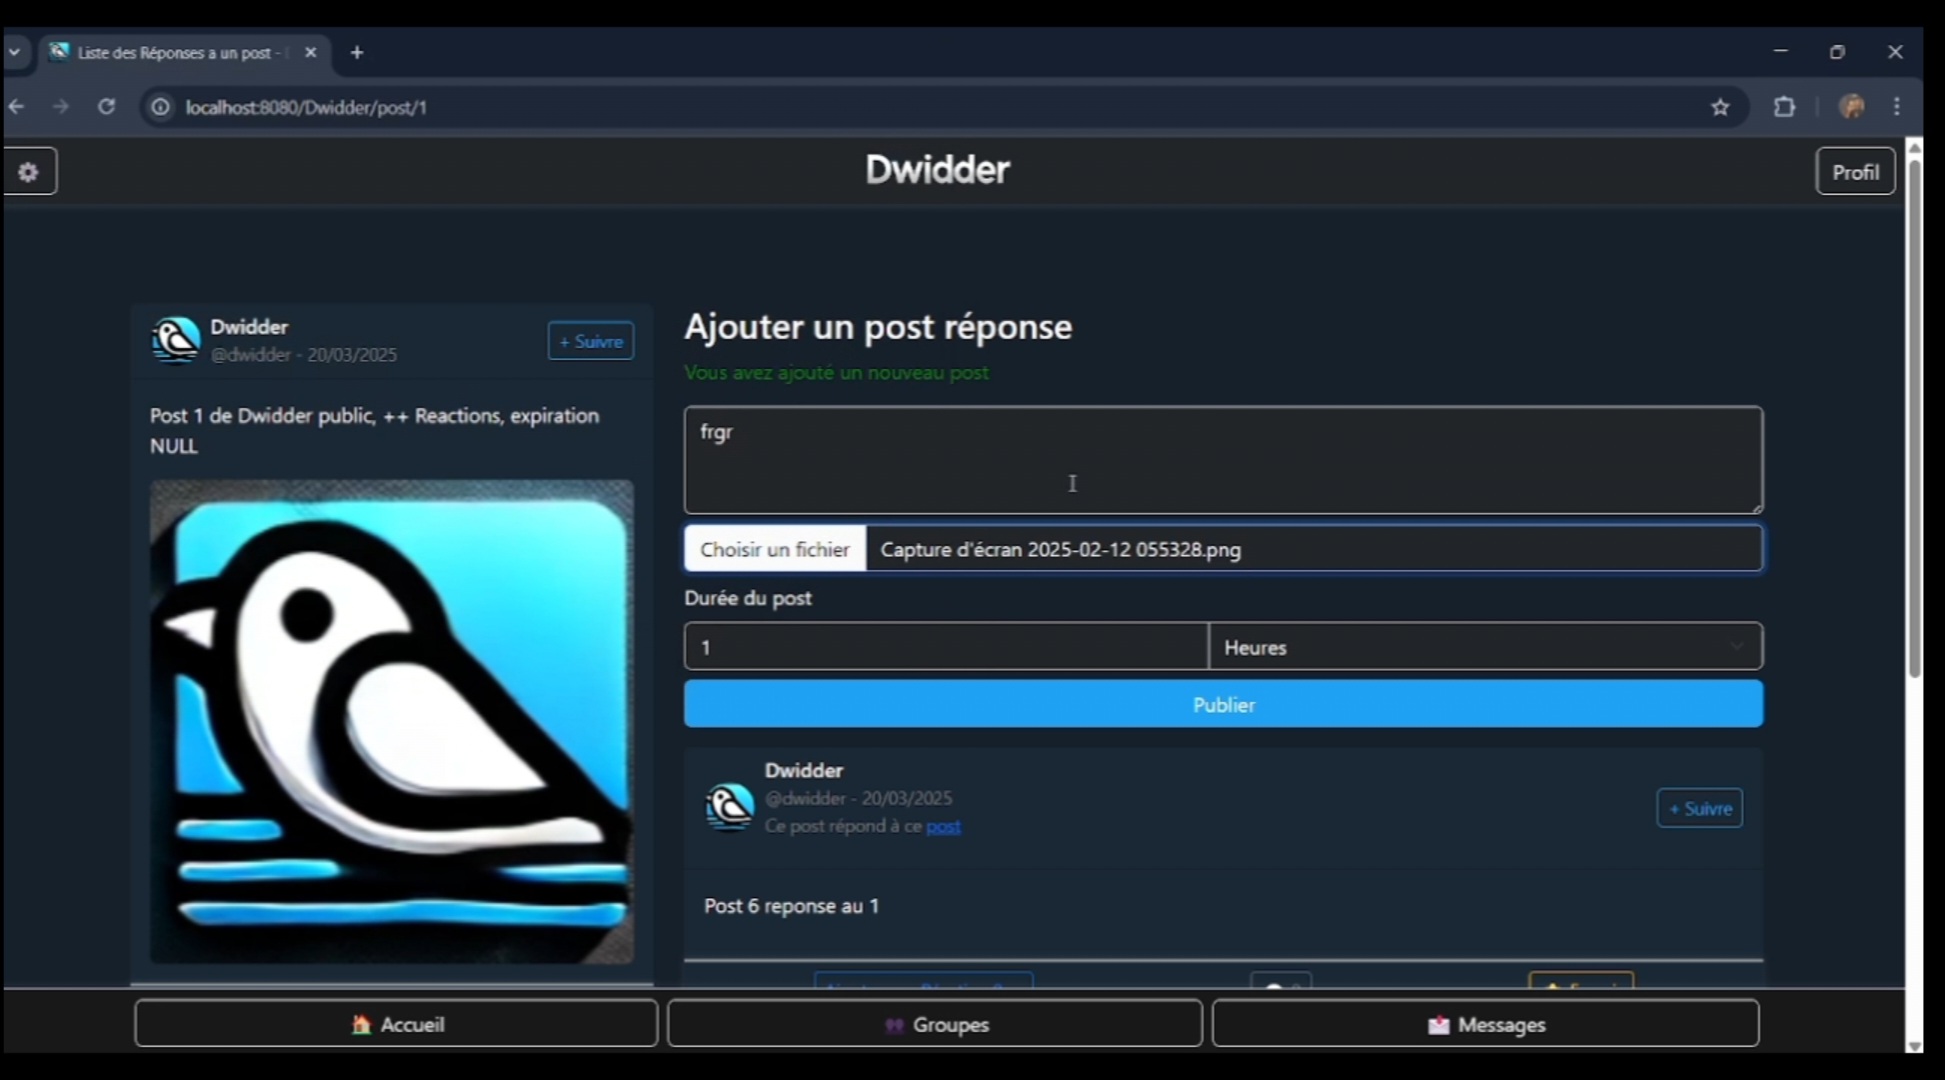 Liste des Réponses a un post -
localhost:8080/Dwidder/post/1
Dwidder
Profil
Dwidder
@dwidder - 20/03/2025
+ Suivre
Post 1 de Dwidder public, ++ Reactions, expiration
NULL
Ajouter un post réponse
Vous avez ajouté un nouveau post
frgr
Choisir un fichier
Capture d'écran 2025-02-12 055328.png
Durée du post
1
Heures
Publier
Dwidder
@dwidder - 20/03/2025
Ce post répond à ce post
+ Suivre
Post 6 reponse au 1
Accueil
Groupes
Messages